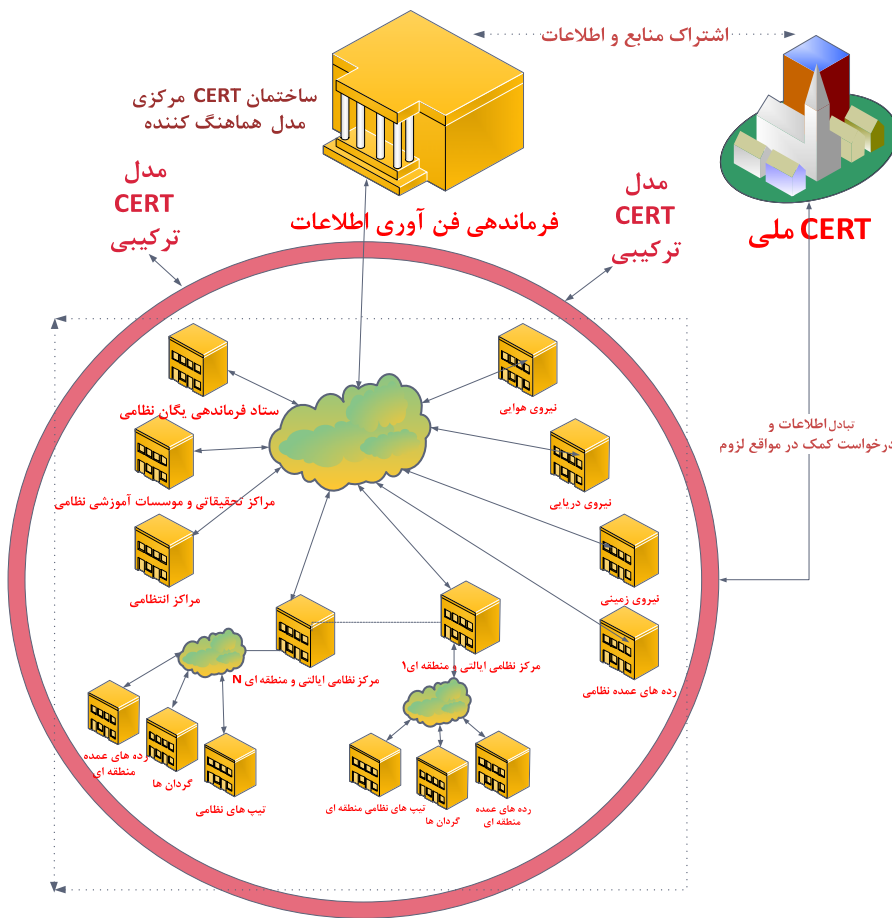 اشتراک منابع و اطلاعات
ساختمان CERT مرکزی
مدل هماهنگ کننده
مدل
CERT
ترکیبی
مدل
CERT
ترکیبی
فرماندهی فن آوری اطلاعات
CERT ملی
نیروی هوایی
ستاد فرماندهی یگان نظامی
تبادل اطلاعات و
درخواست کمک در مواقع لزوم
نیروی دریایی
مراکز تحقیقاتی و موسسات آموزشی نظامی
نیروی زمینی
مراکز انتظامی
مرکز نظامی ایالتی و منطقه ای۱
مرکز نظامی ایالتی و منطقه ای N
رده های عمده نظامی
رده های عمده
منطقه ای
گردان ها
تیپ های نظامی
تیپ های نظامی منطقه ای
گردان ها
رده های عمده
منطقه ای